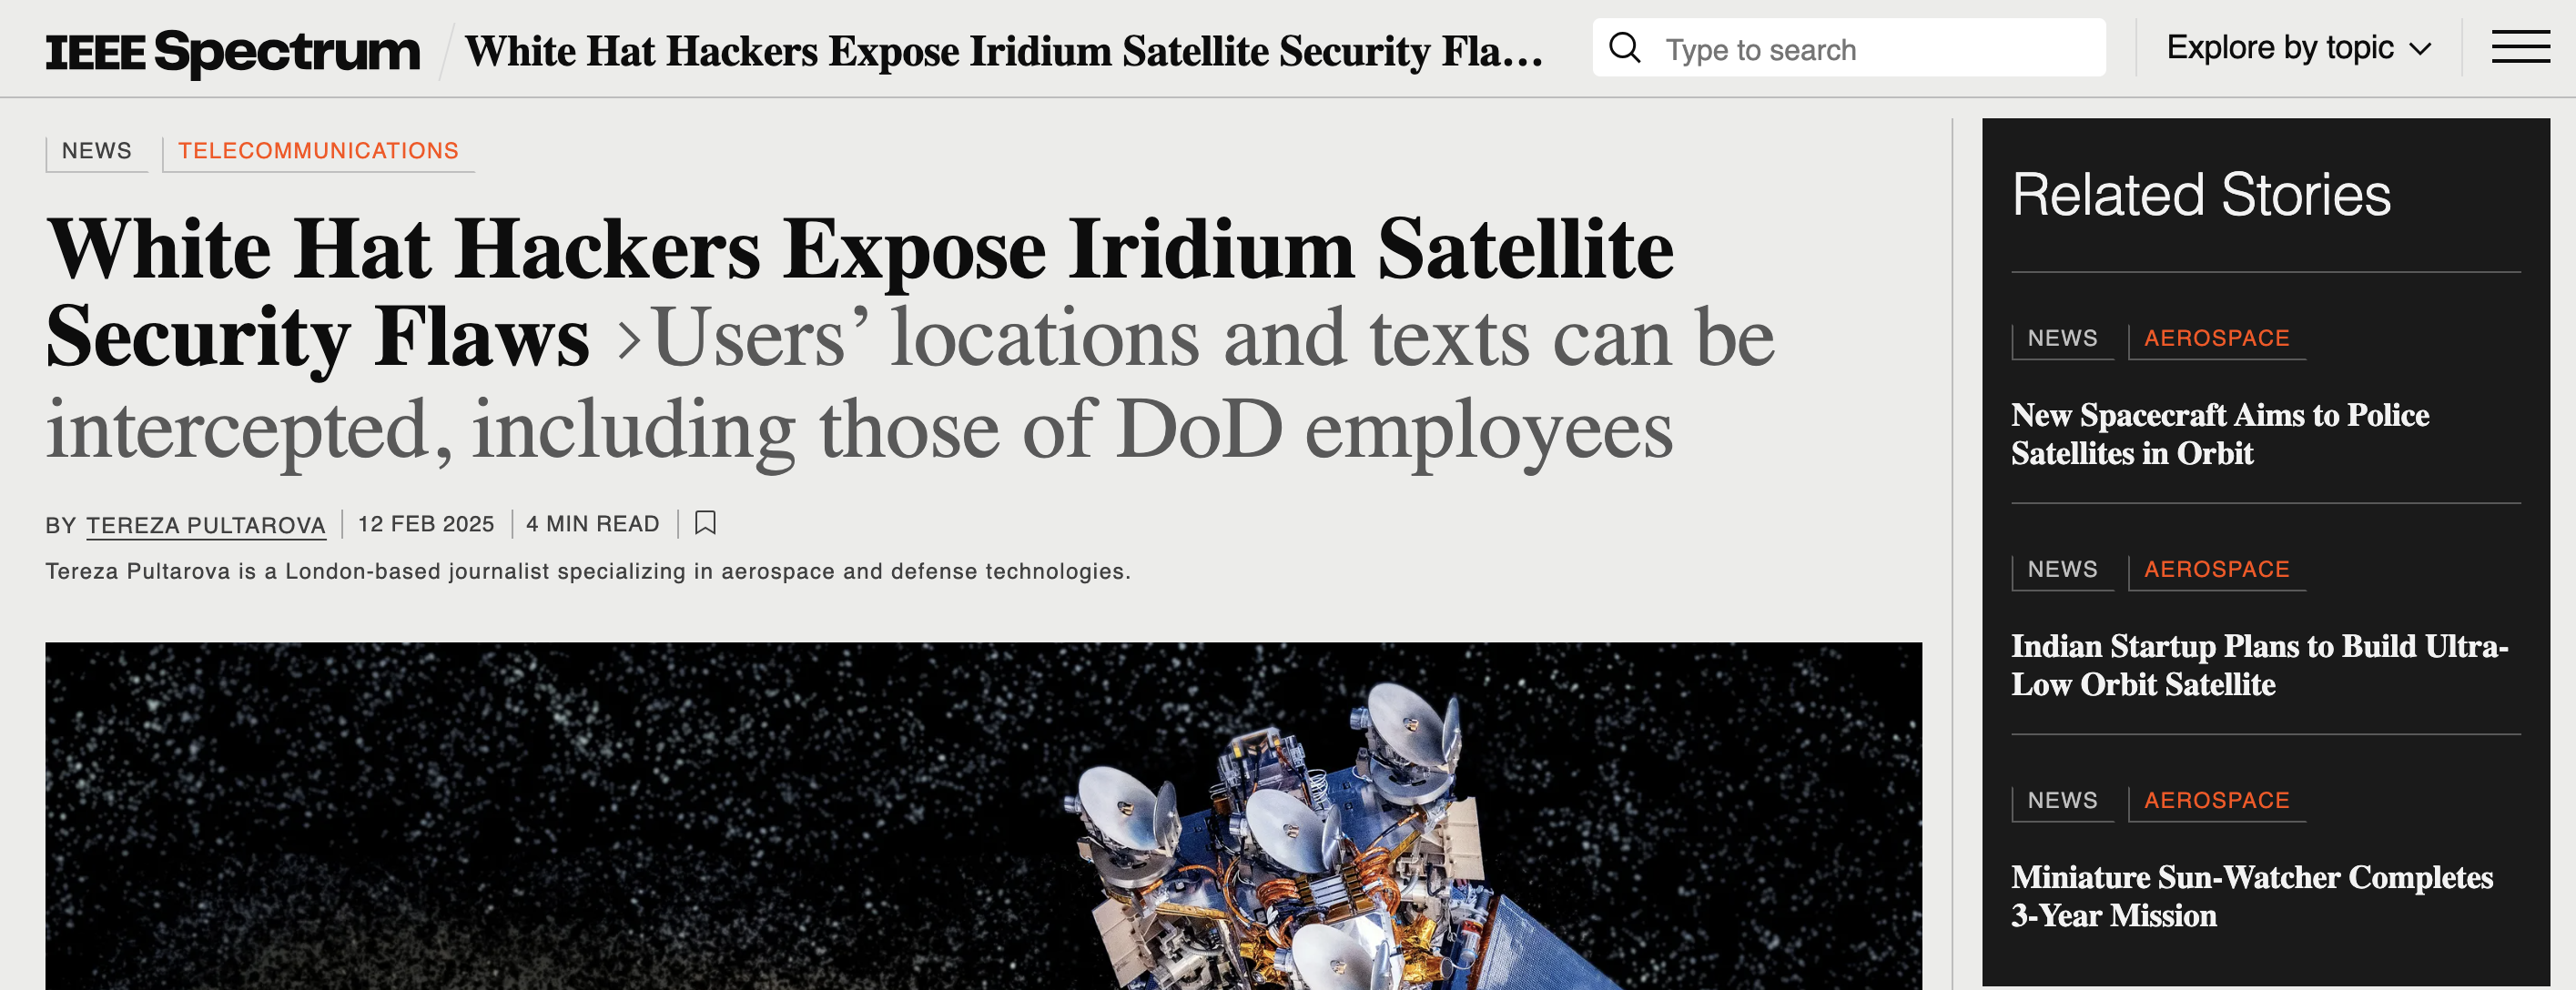 IEEE Spectrum
White Hat Hackers Expose Iridium Satellite Security Fla...
Type to search
Explore by topic
NEWS
TELECOMMUNICATIONS
White Hat Hackers Expose Iridium Satellite
Security Flaws >Users’ locations and texts can be
intercepted, including those of DoD employees
BY TEREZA PULTAROVA
12 FEB 2025
4 MIN READ
Tereza Pultarova is a London-based journalist specializing in aerospace and defense technologies.
Related Stories
NEWS
AEROSPACE
New Spacecraft Aims to Police
Satellites in Orbit
NEWS
AEROSPACE
Indian Startup Plans to Build Ultra-
Low Orbit Satellite
NEWS
AEROSPACE
Miniature Sun-Watcher Completes
3-Year Mission